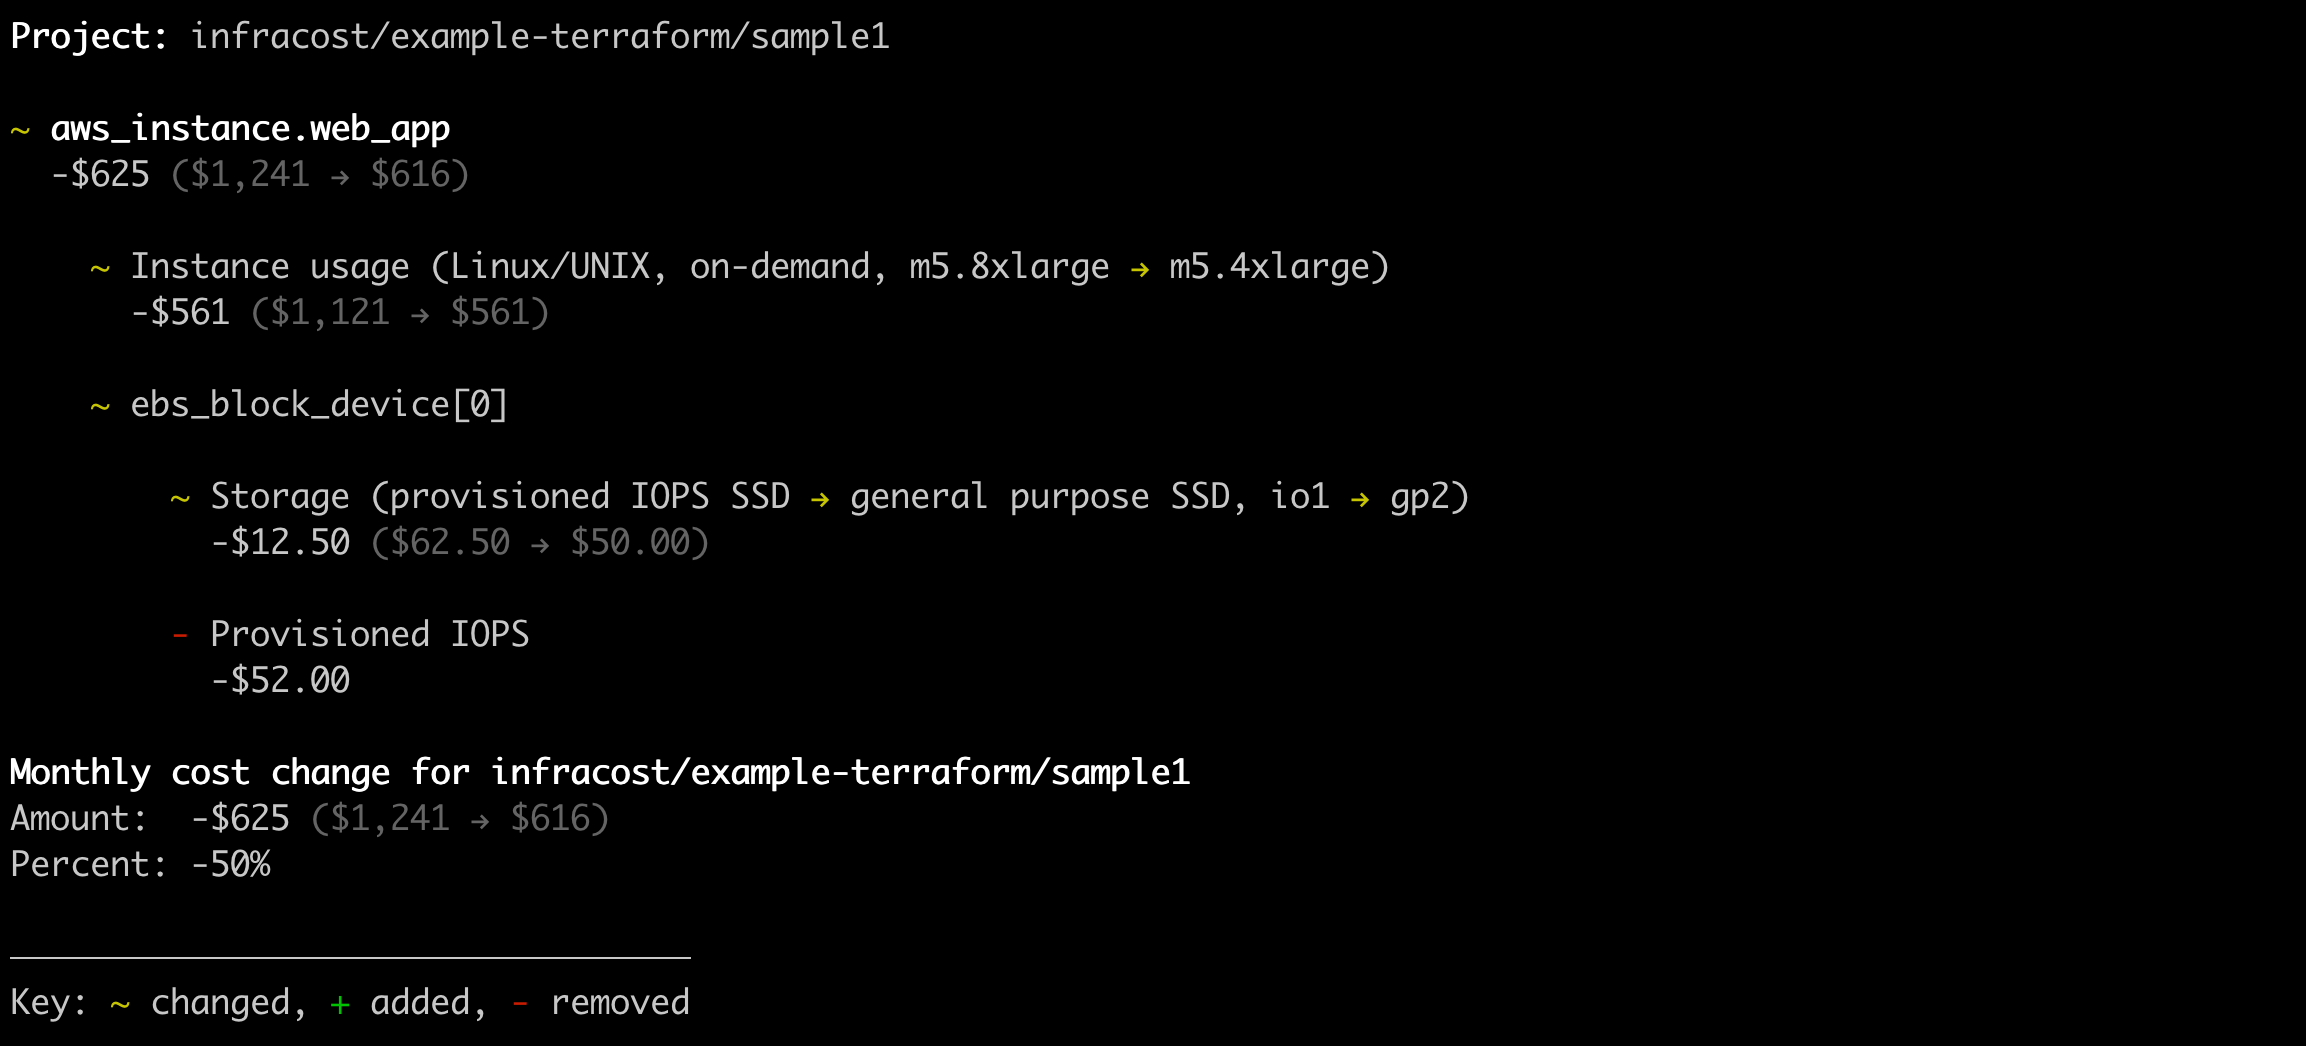 Project: infracost/example-terraform/sample1
~ aws_instance.web_app
-$625 ($1,241 → $616)
~ Instance usage (Linux/UNIX, on-demand, m5.8xlarge → m5.4xlarge)
-$561 ($1,121 → $561)
~ ebs_block_device[0]
~ Storage (provisioned IOPS SSD → general purpose SSD, io1 → gp2)
-$12.50 ($62.50 → $50.00)
- Provisioned IOPS
-$52.00
Monthly cost change for infracost/example-terraform/sample1
Amount:  -$625 ($1,241 → $616)
Percent: -50%
Key: ~ changed, + added, - removed